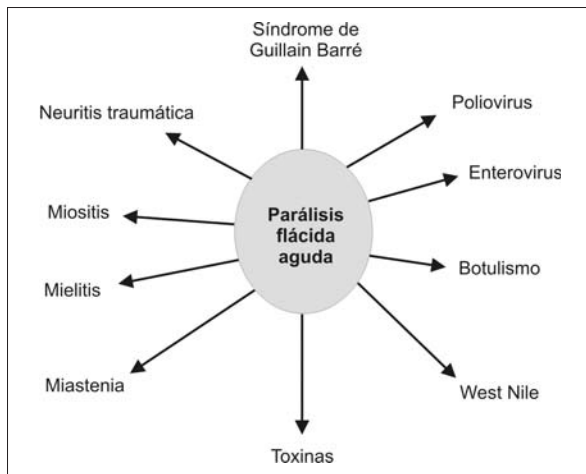 Síndrome de
Guillain Barré
Poliovirus
Neuritis traumática
Enterovirus
Miositis
Parálisis
flácida
aguda
Botulismo
Mielitis
Miastenia
West Nile
Toxinas